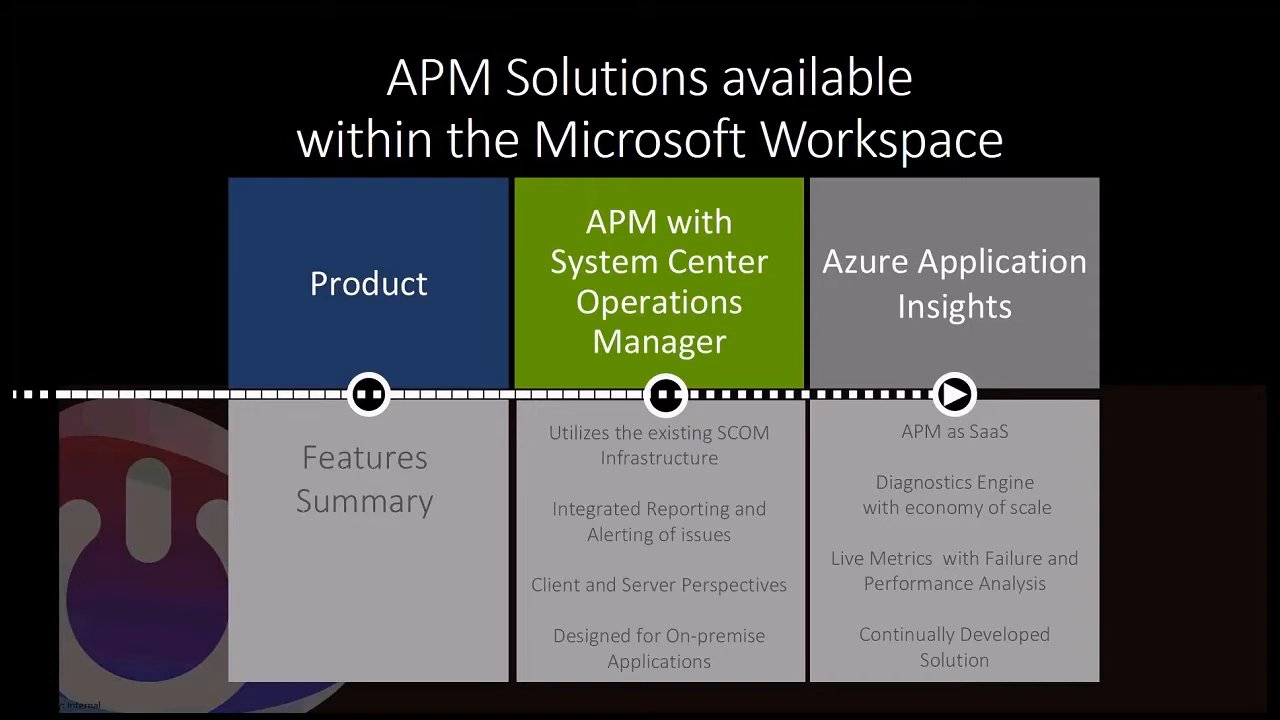 APM Solutions available
within the Microsoft Workspace
Product
APM with
System Center
Operations
Manager
Azure Application
Insights
Features
Summary
Utilizes the existing SCOM
Infrastructure
Integrated Reporting and
Alerting of issues
Client and Server Perspectives
Designed for On-premise
Applications
APM as SaaS
Diagnostics Engine
with economy of scale
Live Metrics with Failure and
Performance Analysis
Continually Developed
Solution
y: Internal